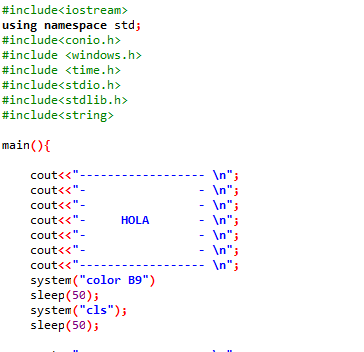 #include<iostream>
using namespace std;
#include<conio.h>
#include <windows.h>
#include <time.h>
#include<stdio.h>
#include<stdlib.h>
#include<string>
main(){
cout<<"------------------ \n";
cout<<"-                - \n";
cout<<"-                - \n";
cout<<"-     HOLA       - \n";
cout<<"-                - \n";
cout<<"-                - \n";
cout<<"------------------ \n";
system("color B9")
sleep(50);
system("cls");
sleep(50);